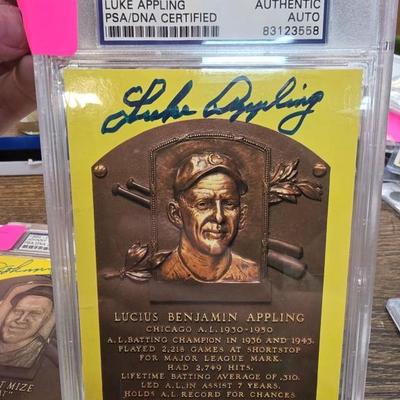 LUKE APPLING
AUTHENTIC
PSA/DNA CERTIFIED
AUTO
83123558
Luke Appling
C
LUCIUS BENJAMIN APPLING
CHICAGO A.L. 1930-1950
A.L. BATTING CHAMPION IN 1936 AND 1943.
PLAYED 2,218 GAMES AT SHORTSTOP
FOR MAJOR LEAGUE MARK.
HAD 2,749 HITS.
LIFETIME BATTING AVERAGE OF .310.
LED A.L. IN ASSIST 7 YEARS.
HOLDS A.L. RECORD FOR CHANCES
T MIZE
AT"